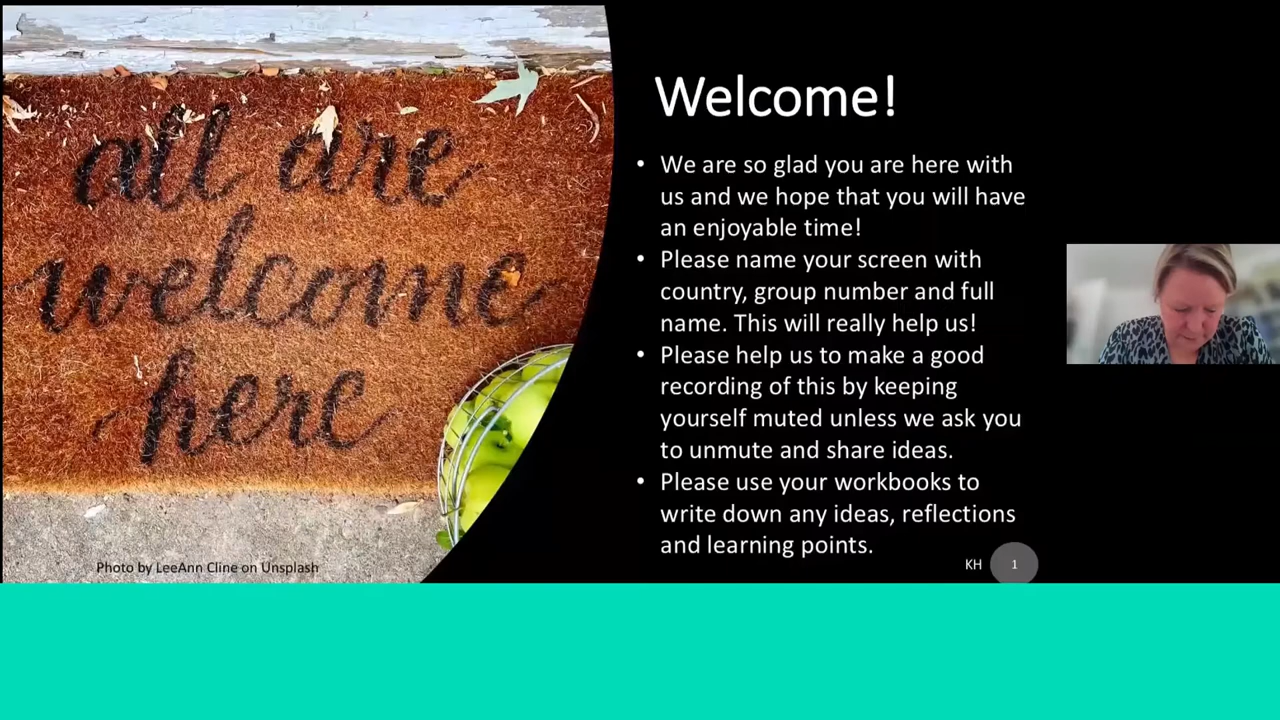 all are
welcome
here
Photo by LeeAnn Cline on Unsplash
Welcome!
• We are so glad you are here with
us and we hope that you will have
an enjoyable time!
• Please name your screen with
country, group number and full
name. This will really help us!
• Please help us to make a good
recording of this by keeping
yourself muted unless we ask you
to unmute and share ideas.
• Please use your workbooks to
write down any ideas, reflections
and learning points.
KH 1